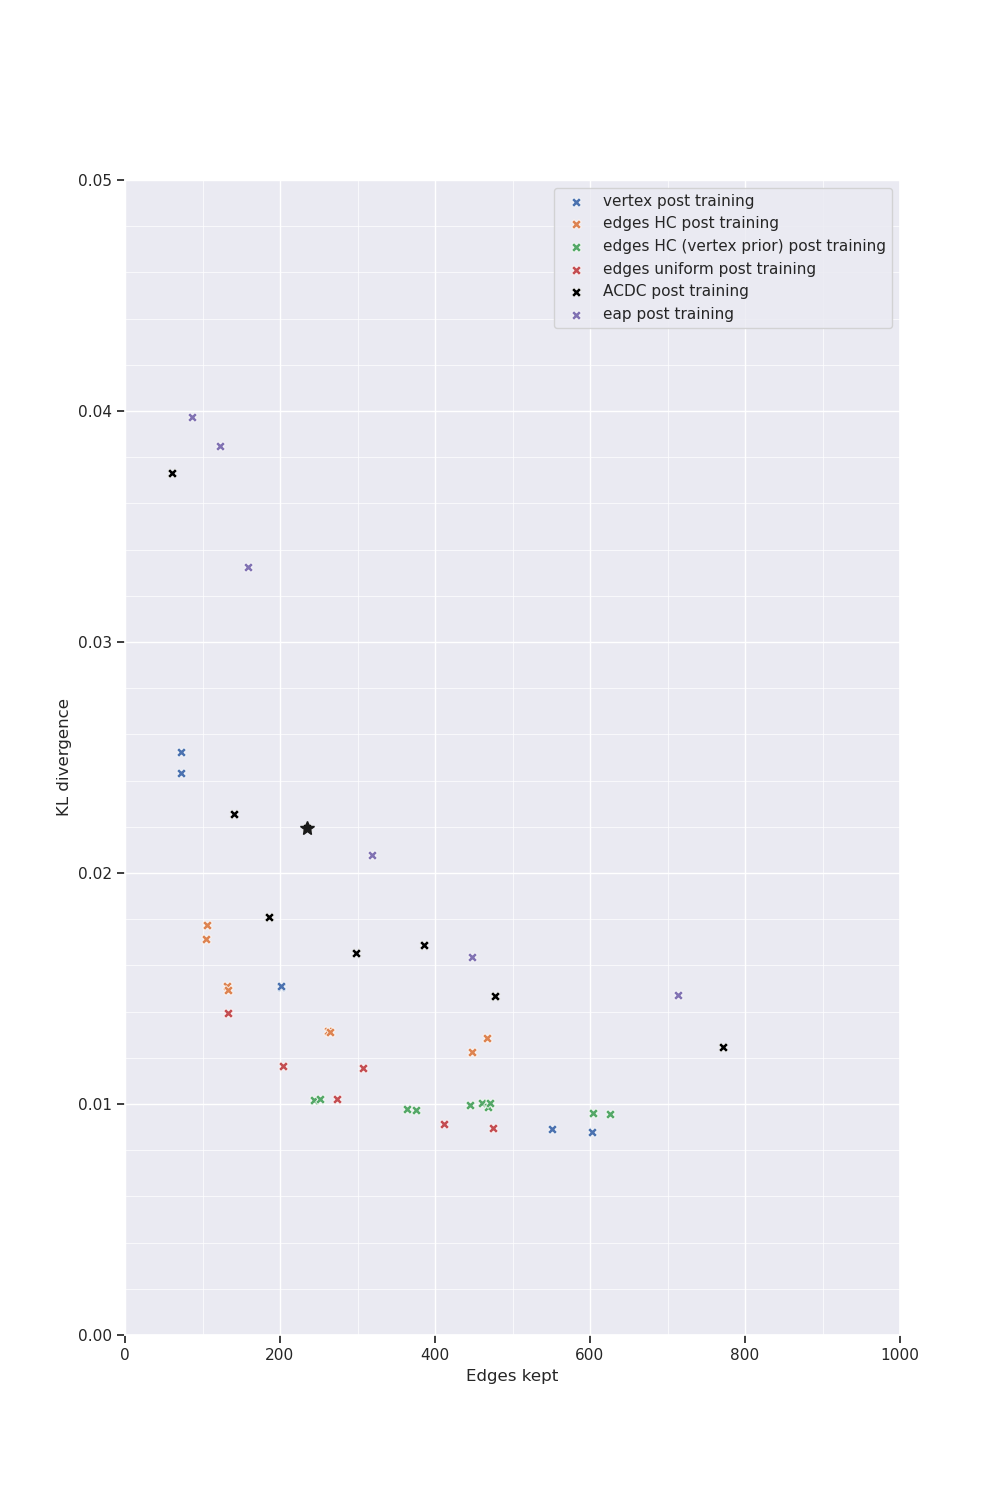 vertex post training
edges HC post training
edges HC (vertex prior) post training
edges uniform post training
ACDC post training
eap post training
0.05
0.04
0.03
0.02
0.01
0.00
KL divergence
0 200 400 600 800 1000
Edges kept